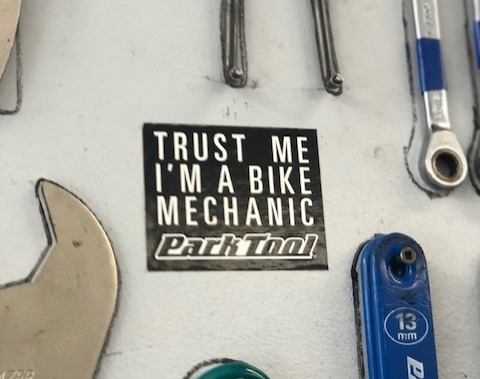 TRUST ME
I'M A BIKE
MECHANIC
ParkTool
13
mm